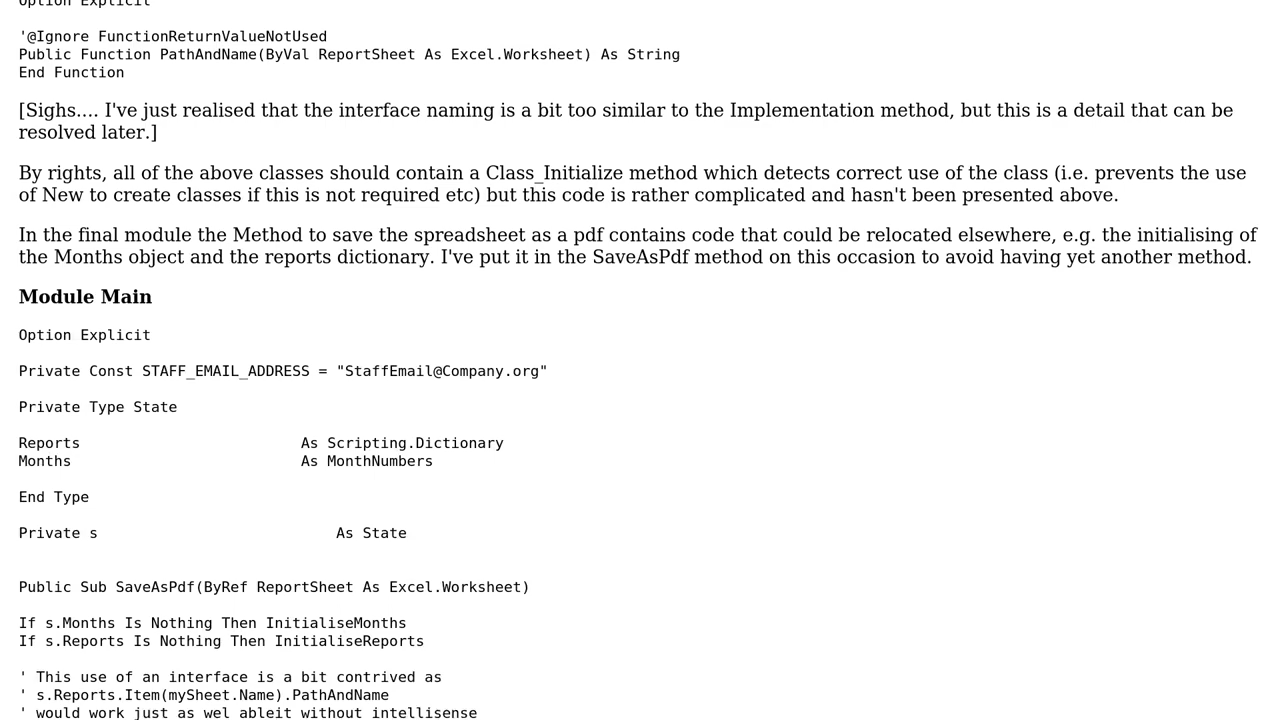 Option Explicit
'@Ignore FunctionReturnValueNotUsed
Public Function PathAndName(ByVal ReportSheet As Excel.Worksheet) As String
End Function
[Sighs.... I've just realised that the interface naming is a bit too similar to the Implementation method, but this is a detail that can be
resolved later.]
By rights, all of the above classes should contain a Class_Initialize method which detects correct use of the class (i.e. prevents the use
of New to create classes if this is not required etc) but this code is rather complicated and hasn't been presented above.
In the final module the Method to save the spreadsheet as a pdf contains code that could be relocated elsewhere, e.g. the initialising of
the Months object and the reports dictionary. I've put it in the SaveAsPdf method on this occasion to avoid having yet another method.
Module Main
Option Explicit
Private Const STAFF_EMAIL_ADDRESS = "StaffEmail@Company.org"
Private Type State
Reports As Scripting.Dictionary
Months As MonthNumbers
End Type
Private s As State
Public Sub SaveAsPdf(ByRef ReportSheet As Excel.Worksheet)
If s.Months Is Nothing Then InitialiseMonths
If s.Reports Is Nothing Then InitialiseReports
' This use of an interface is a bit contrived as
' s.Reports.Item(mySheet.Name).PathAndName
' would work just as wel ableit without intellisense